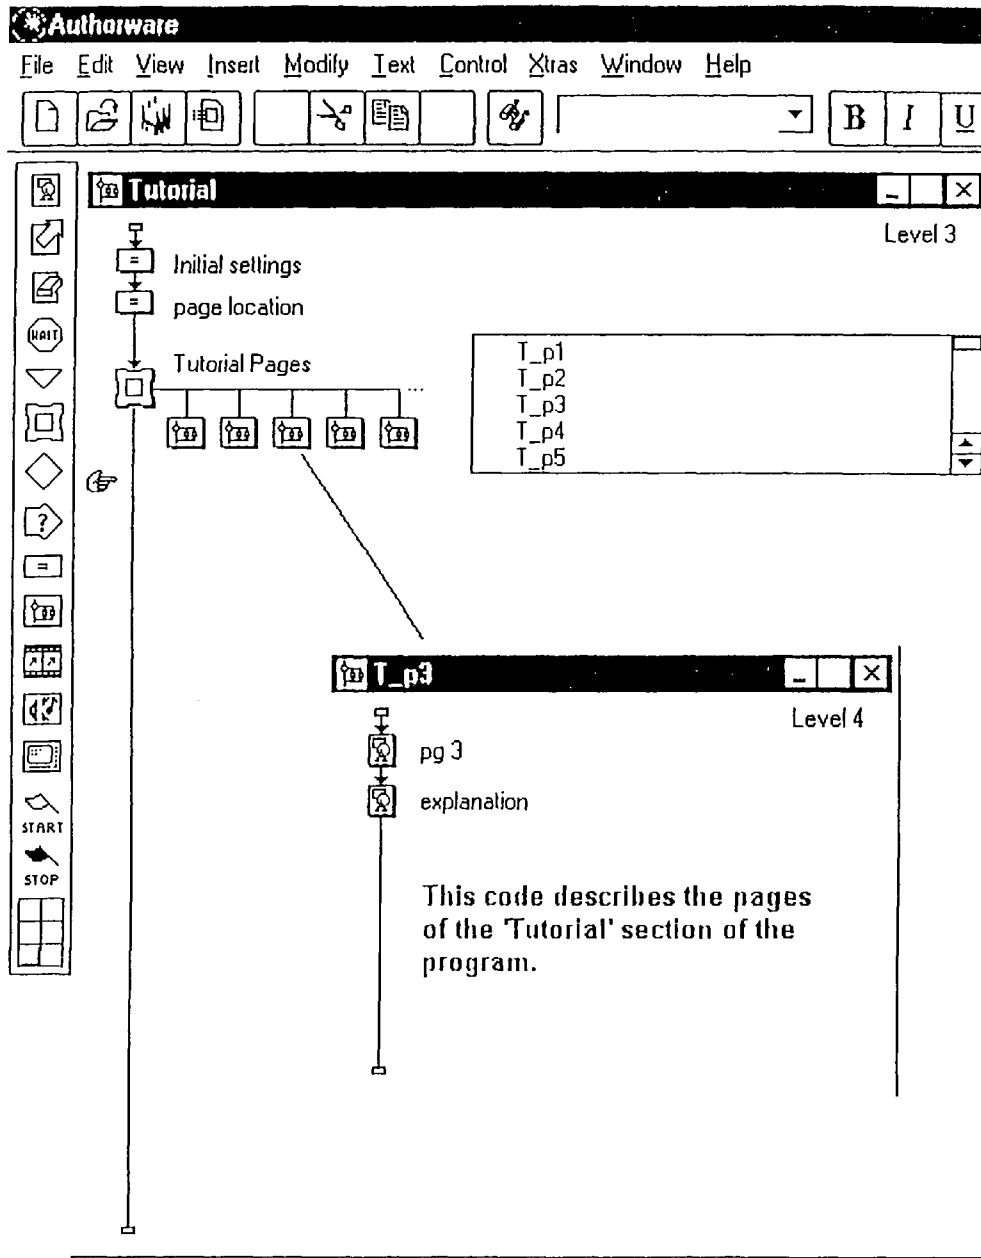 Authorware
File Edit View Insert Modify Text Control Xtras Window Help
B I U
Tutorial
Level 3
Initial settings
page location
Tutorial Pages
...
T_p1
T_p2
T_p3
T_p4
T_p5
WAIT
?
=
START
STOP
T_p3
Level 4
pg 3
explanation
This code describes the pages
of the 'Tutorial' section of the
program.